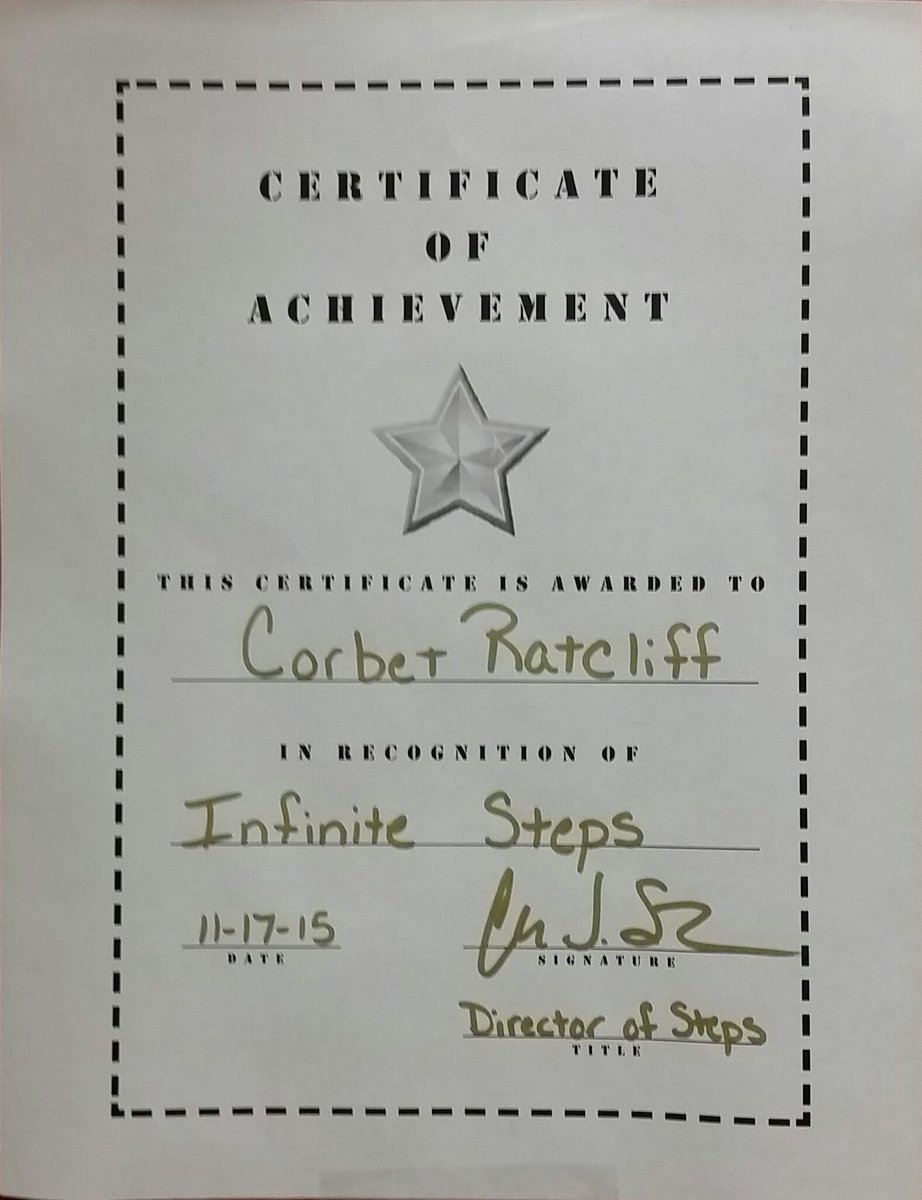 CERTIFICATE
OF
ACHIEVEMENT
THIS CERTIFICATE IS AWARDED TO
Corbet Ratcliff
IN RECOGNITION OF
Infinite Steps
11-17-15
DATE
J.
SIGNATURE
Director of Steps
TITLE